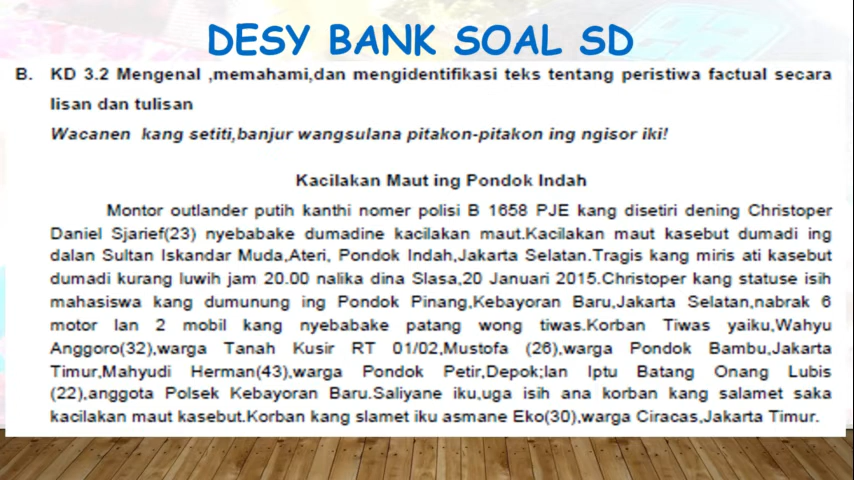 DESY BANK SOAL SD
B. KD 3.2 Mengenal ,memahami,dan mengidentifikasi teks tentang peristiwa factual secara
lisan dan tulisan
Wacanen kang setiti,banjur wangsulana pitakon-pitakon ing ngisor iki!
Kacilakan Maut ing Pondok Indah
Montor outlander putih kanthi nomer polisi B 1658 PJE kang disetiri dening Christoper
Daniel Sjarief(23) nyebabake dumadine kacilakan maut.Kacilakan maut kasebut dumadi ing
dalan Sultan Iskandar Muda,Ateri, Pondok Indah,Jakarta Selatan.Tragis kang miris ati kasebut
dumadi kurang luwih jam 20.00 nalika dina Slasa,20 Januari 2015.Christoper kang statuse isih
mahasiswa kang dumunung ing Pondok Pinang,Kebayoran Baru,Jakarta Selatan,nabrak 6
motor lan 2 mobil kang nyebabake patang wong tiwas.Korban Tiwas yaiku,Wahyu
Anggoro(32),warga Tanah Kusir RT 01/02,Mustofa (26),warga Pondok Bambu,Jakarta
Timur,Mahyudi Herman(43),warga Pondok Petir,Depok;lan Iptu Batang Onang Lubis
(22),anggota Polsek Kebayoran Baru.Saliyane iku,uga isih ana korban kang salamet saka
kacilakan maut kasebut.Korban kang slamet iku asmane Eko(30),warga Ciracas,Jakarta Timur.